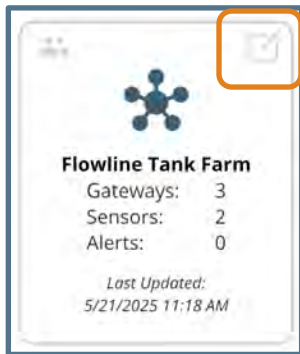 Flowline Tank Farm
Gateways: 3
Sensors: 2
Alerts: 0
Last Updated:
5/21/2025 11:18 AM